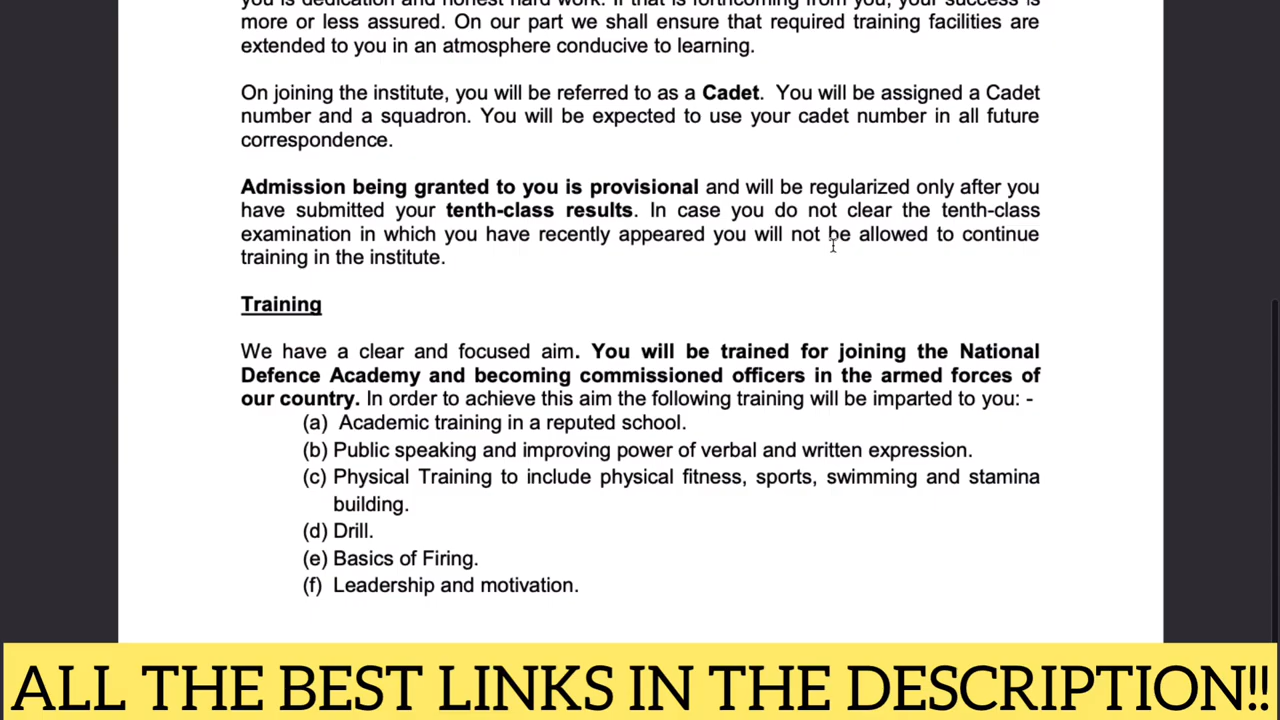 you is dedication and honest hard work. If that is forthcoming from you, your success is
more or less assured. On our part we shall ensure that required training facilities are
extended to you in an atmosphere conducive to learning.
On joining the institute, you will be referred to as a Cadet. You will be assigned a Cadet
number and a squadron. You will be expected to use your cadet number in all future
correspondence.
Admission being granted to you is provisional and will be regularized only after you
have submitted your tenth-class results. In case you do not clear the tenth-class
examination in which you have recently appeared you will not be allowed to continue
training in the institute.
Training
We have a clear and focused aim. You will be trained for joining the National
Defence Academy and becoming commissioned officers in the armed forces of
our country. In order to achieve this aim the following training will be imparted to you: -
(a) Academic training in a reputed school.
(b) Public speaking and improving power of verbal and written expression.
(c) Physical Training to include physical fitness, sports, swimming and stamina
building.
(d) Drill.
(e) Basics of Firing.
(f) Leadership and motivation.
ALL THE BEST LINKS IN THE DESCRIPTION!!